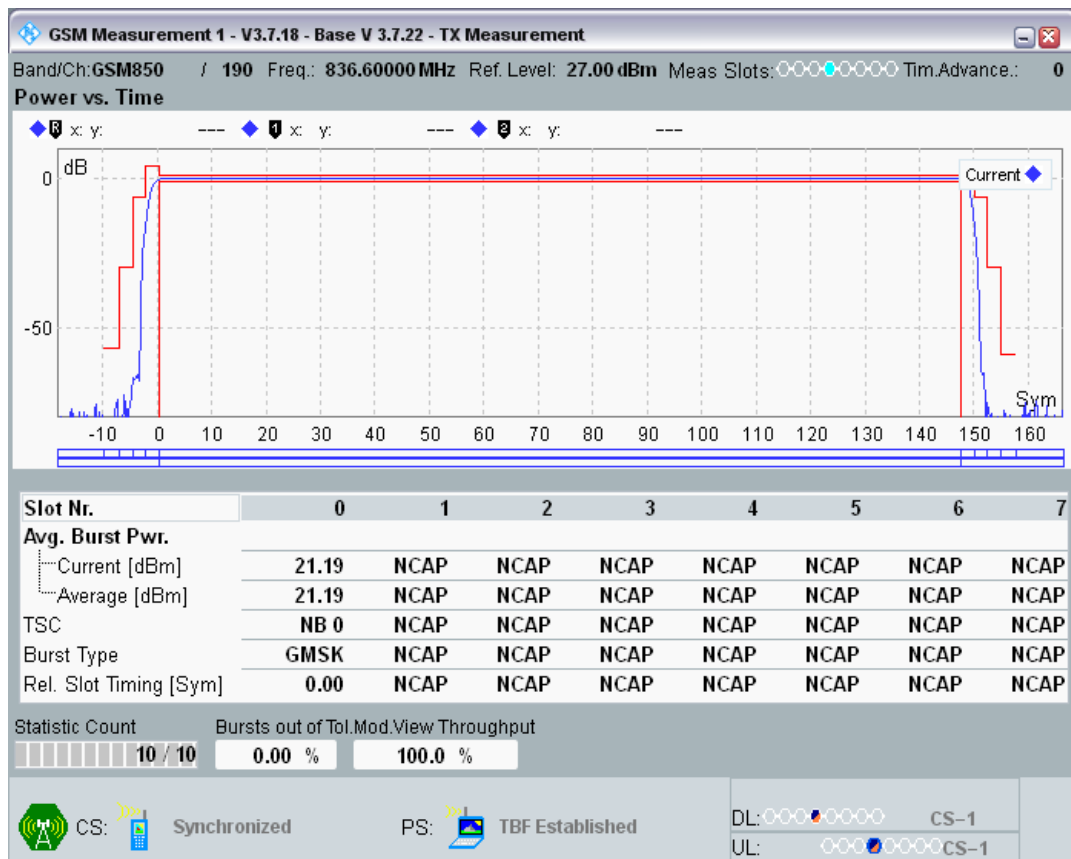 GSM Measurement 1 - V3.7.18 - Base V 3.7.22 - TX Measurement
Band/Ch:GSM850 / 190 Freq.: 836.60000 MHz Ref. Level: 27.00 dBm Meas Slots: Tim.Advance.: 0
Power vs. Time
R x: y: --- 1 x: y: --- 2 x: y: ---
dB
0
Current
-50
Sym
-10 0 10 20 30 40 50 60 70 80 90 100 110 120 130 140 150 160
Slot Nr. 0 1 2 3 4 5 6 7
Avg. Burst Pwr.
Current [dBm] 21.19 NCAP NCAP NCAP NCAP NCAP NCAP NCAP
Average [dBm] 21.19 NCAP NCAP NCAP NCAP NCAP NCAP NCAP
TSC NB 0 NCAP NCAP NCAP NCAP NCAP NCAP NCAP
Burst Type GMSK NCAP NCAP NCAP NCAP NCAP NCAP NCAP
Rel. Slot Timing [Sym] 0.00 NCAP NCAP NCAP NCAP NCAP NCAP NCAP
Statistic Count Bursts out of Tol.Mod.View Throughput
10 / 10 0.00 % 100.0 %
CS: Synchronized PS: TBF Established
DL: CS-1
UL: CS-1